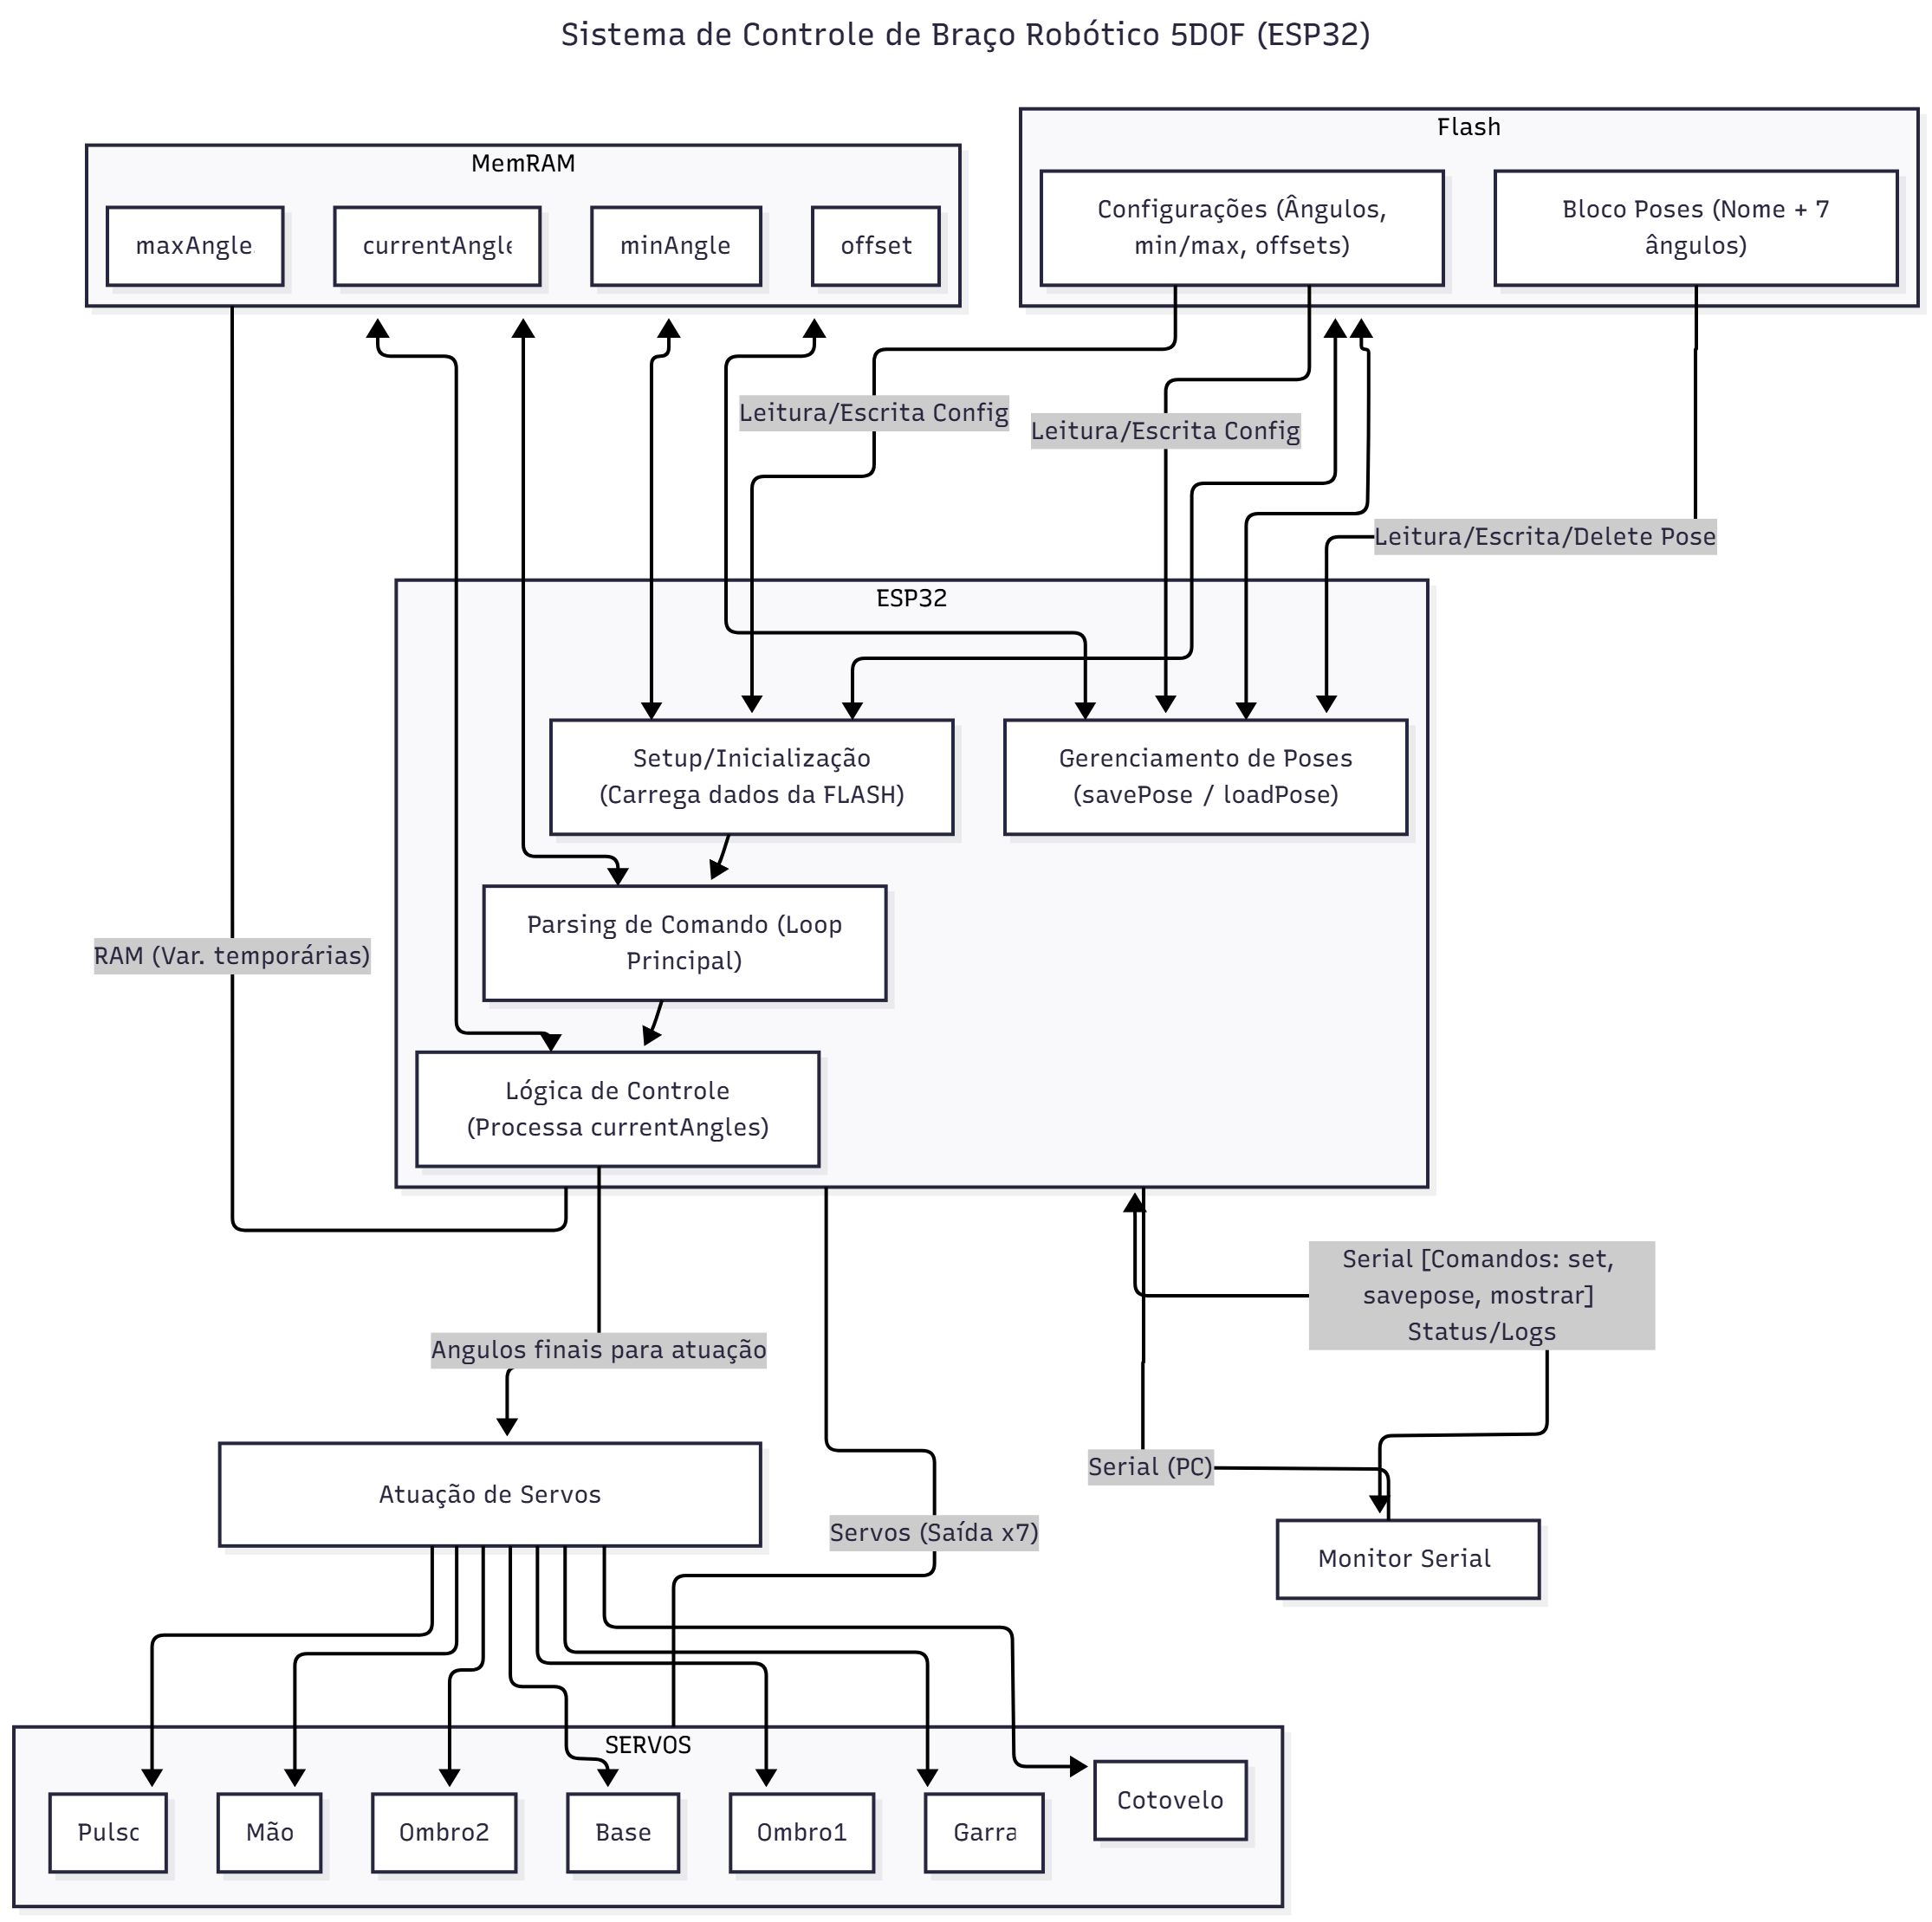 Sistema de Controle de Braço Robótico 5DOF (ESP32)
Flash
MemRAM
Configurações (Ângulos,
min/max, offsets)
Bloco Poses (Nome + 7
ângulos)
maxAngle
currentAngle
minAngle
offset
Leitura/Escrita Config
Leitura/Escrita Config
Leitura/Escrita/Delete Pose
ESP32
Setup/Inicialização
(Carrega dados da FLASH)
Gerenciamento de Poses
(savePose / loadPose)
Parsing de Comando (Loop
Principal)
RAM (Var. temporárias)
Lógica de Controle
(Processa currentAngles)
Serial [Comandos: set,
savepose, mostrar]
Status/Logs
Angulos finais para atuação
Serial (PC)
Atuação de Servos
Servos (Saída x7)
Monitor Serial
SERVOS
Pulso
Mão
Ombro2
Base
Ombro1
Garra
Cotovelo